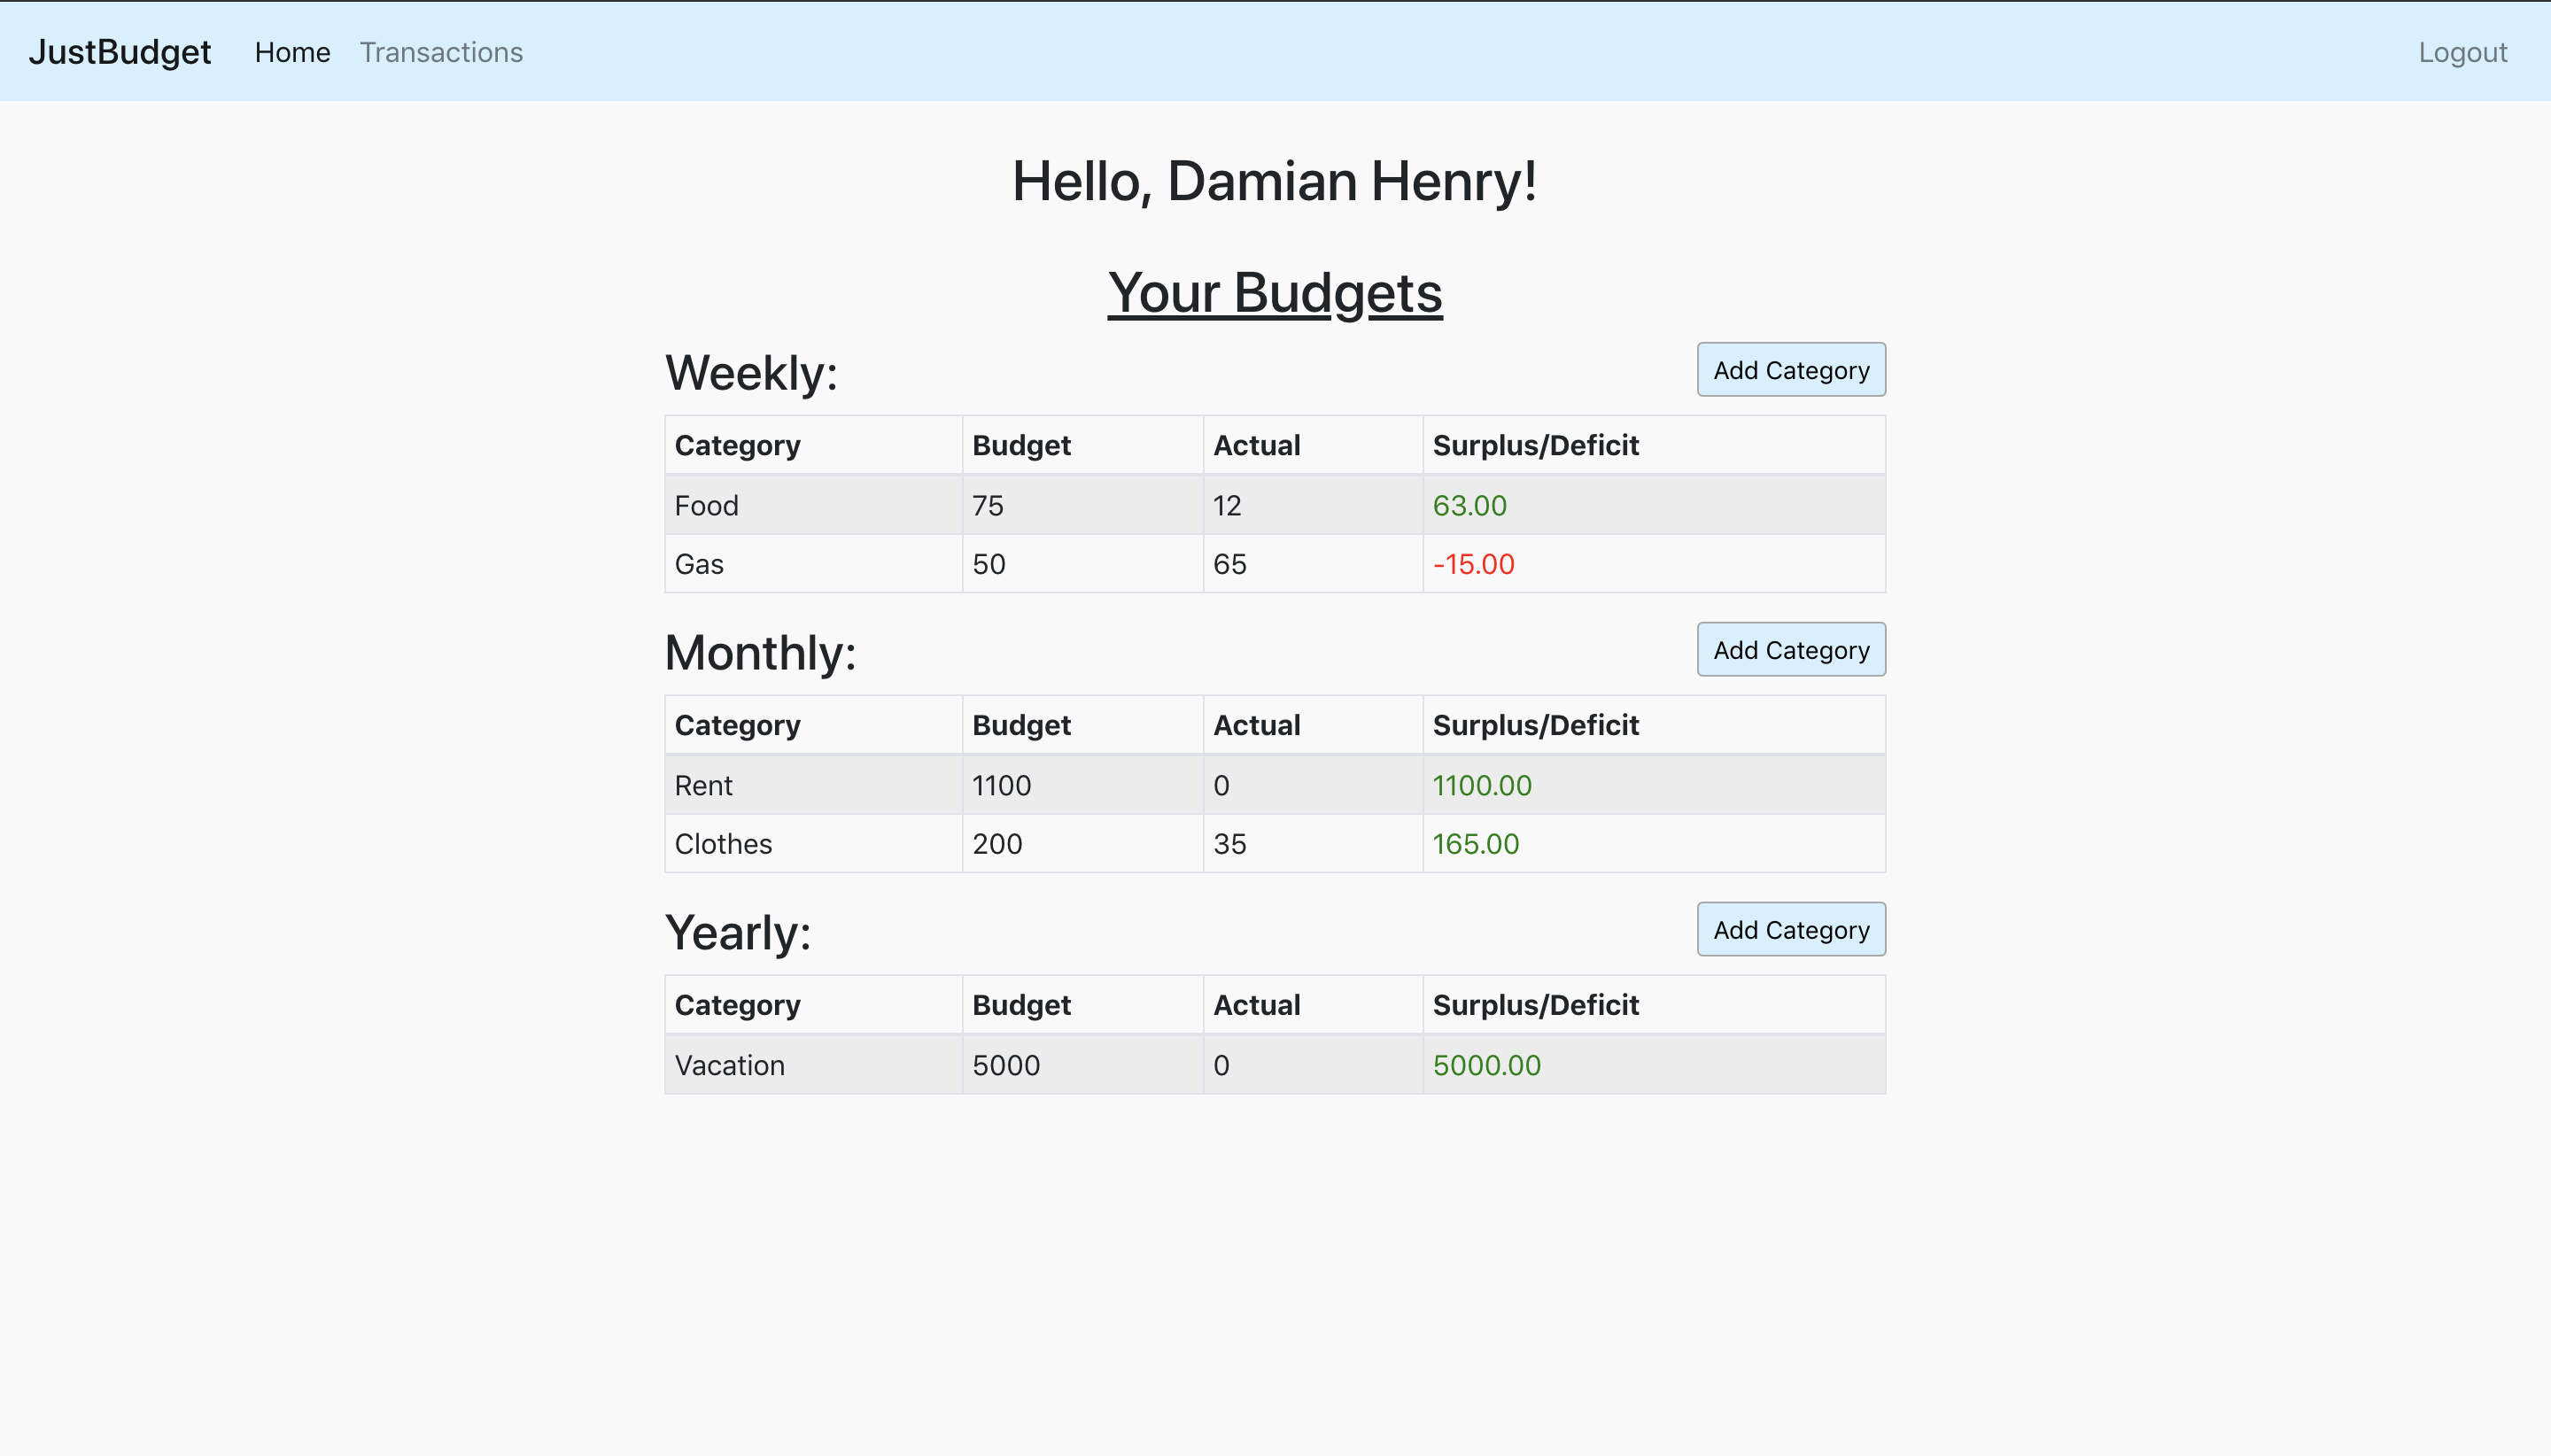 JustBudget Home Transactions Logout
Hello, Damian Henry!
Your Budgets
Weekly: Add Category
Category Budget Actual Surplus/Deficit
Food 75 12 63.00
Gas 50 65 -15.00
Monthly: Add Category
Category Budget Actual Surplus/Deficit
Rent 1100 0 1100.00
Clothes 200 35 165.00
Yearly: Add Category
Category Budget Actual Surplus/Deficit
Vacation 5000 0 5000.00